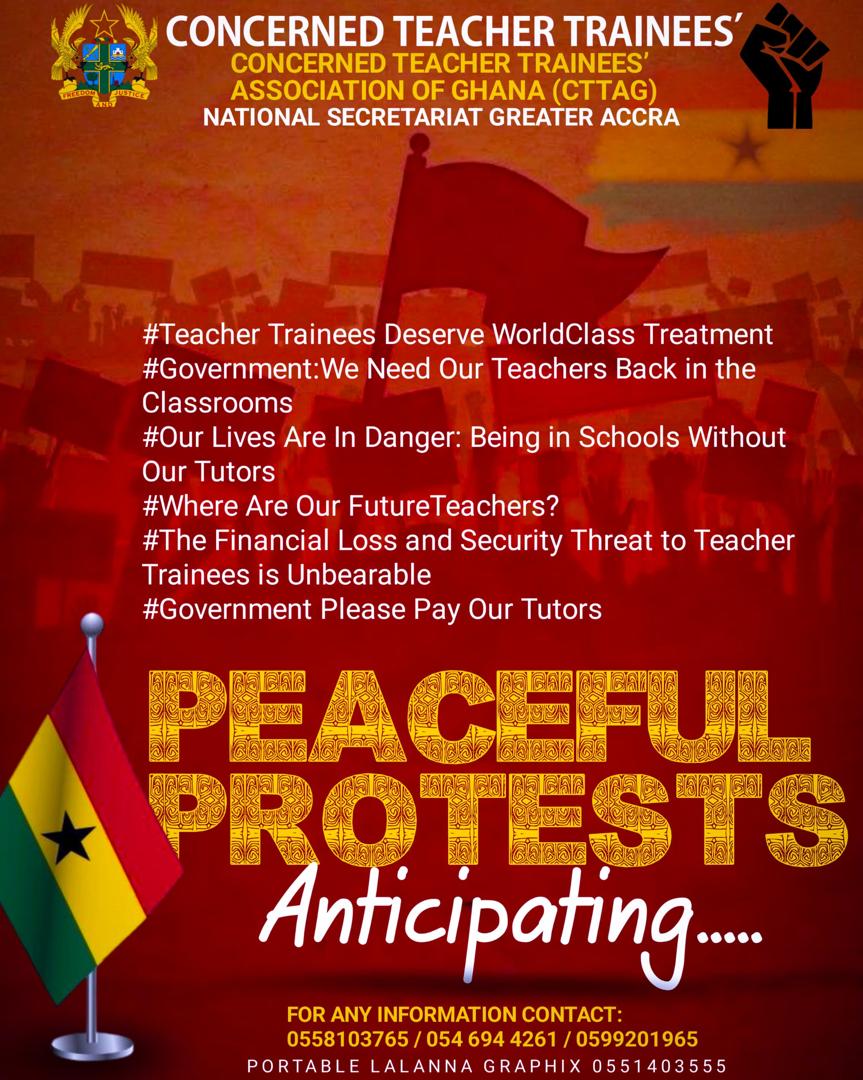 CONCERNED TEACHER TRAINEES'
CONCERNED TEACHER TRAINEES'
ASSOCIATION OF GHANA (CTTAG)
NATIONAL SECRETARIAT GREATER ACCRA
FREEDOM AND JUSTICE
#Teacher Trainees Deserve WorldClass Treatment
#Government:We Need Our Teachers Back in the
Classrooms
#Our Lives Are In Danger: Being in Schools Without
Our Tutors
#Where Are Our FutureTeachers?
#The Financial Loss and Security Threat to Teacher
Trainees is Unbearable
#Government Please Pay Our Tutors
PEACEFUL
PROTESTS
Anticipating.....
FOR ANY INFORMATION CONTACT:
0558103765 / 054 694 4261 / 0599201965
PORTABLE LALANNA GRAPHIX 0551403555